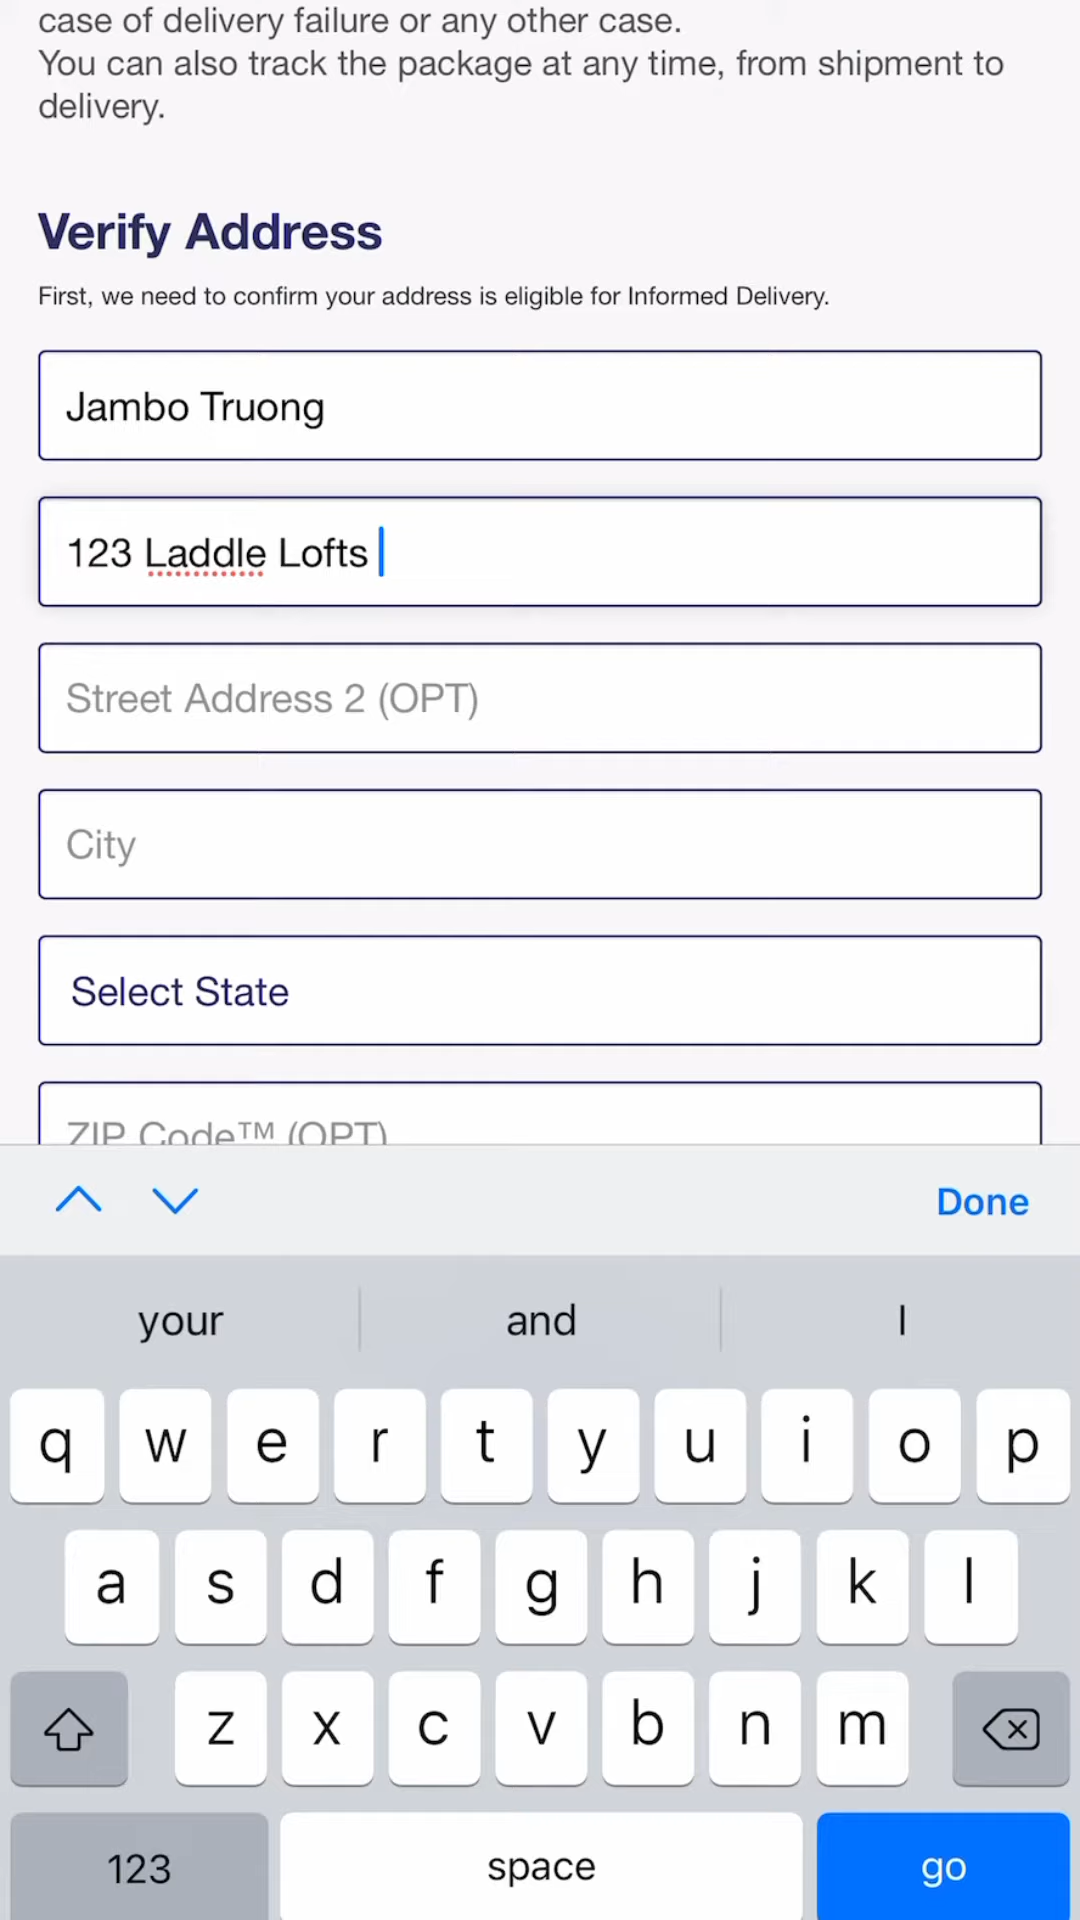 case of delivery failure or any other case.
You can also track the package at any time, from shipment to
delivery.
Verify Address
First, we need to confirm your address is eligible for Informed Delivery.
Jambo Truong
123 Laddle Lofts
Street Address 2 (OPT)
City
Select State
ZIP Code™ (OPT)
Done
your and I
q w e r t y u i o p
a s d f g h j k l
z x c v b n m
123 space go